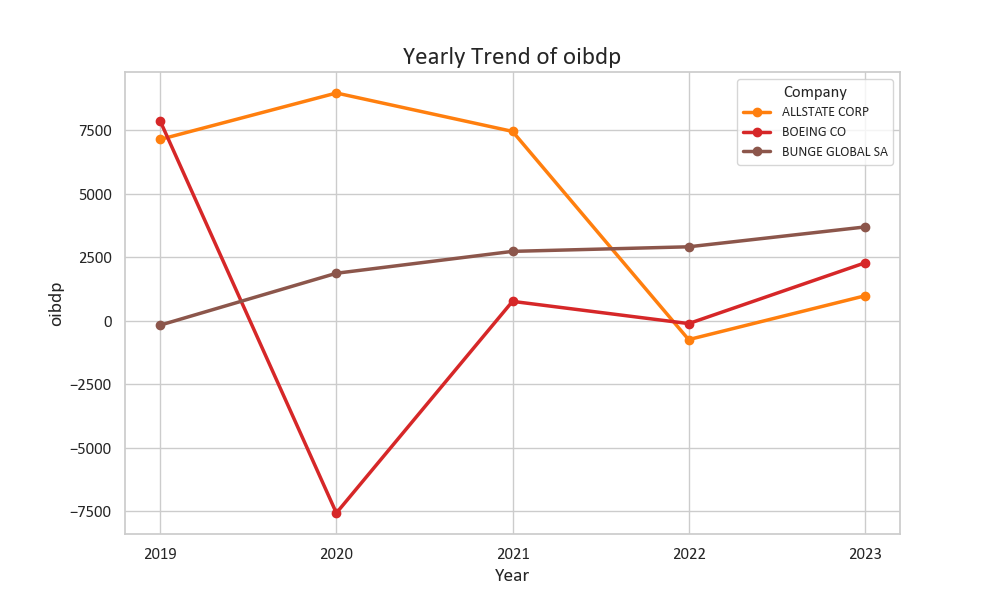 Yearly Trend of oibdp
Company
ALLSTATE CORP
BOEING CO
BUNGE GLOBAL SA
oibdp
7500
5000
2500
0
−2500
−5000
−7500
2019 2020 2021 2022 2023
Year